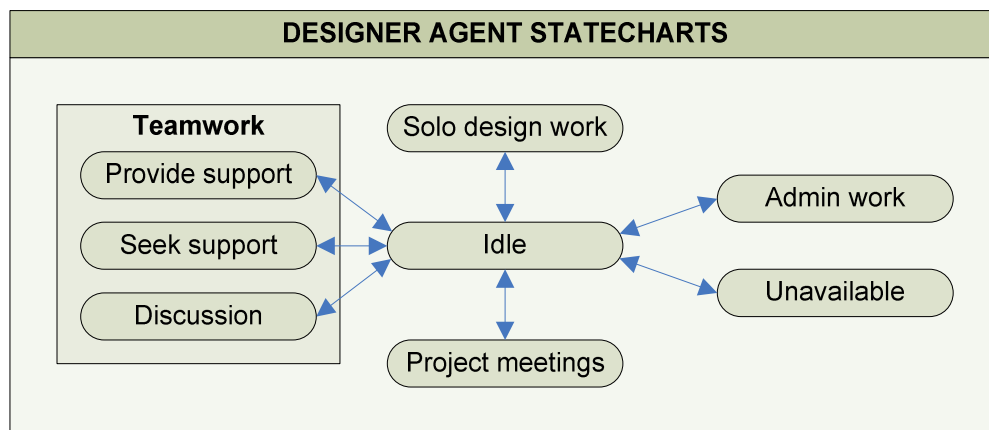 DESIGNER AGENT STATECHARTS
Teamwork
Provide support
Seek support
Discussion
Solo design work
Idle
Project meetings
Admin work
Unavailable